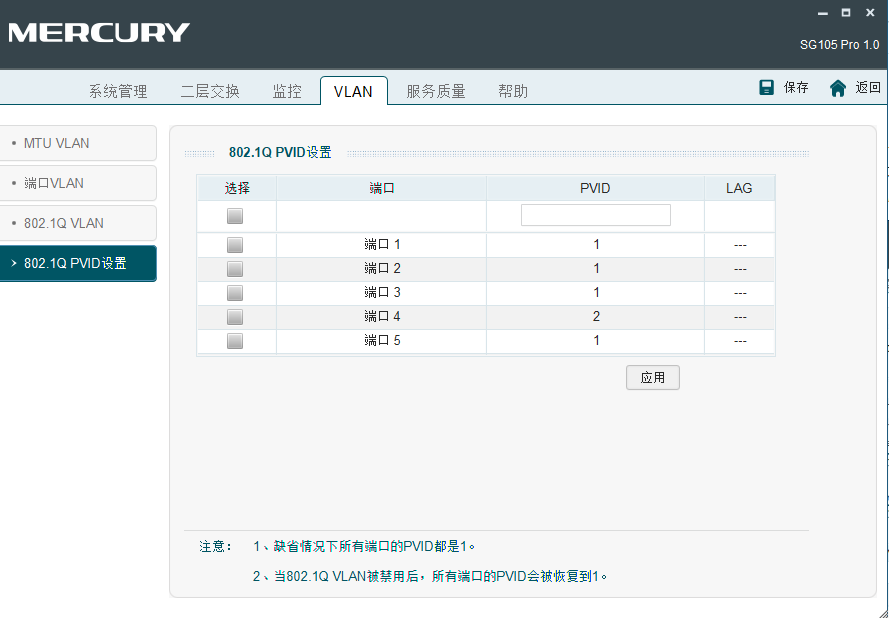 MERCURY
SG105 Pro 1.0
系统管理 二层交换 监控 VLAN 服务质量 帮助 保存 返回
MTU VLAN
端口VLAN
802.1Q VLAN
802.1Q PVID设置
802.1Q PVID设置
选择 端口 PVID LAG
端口 1 1 ---
端口 2 1 ---
端口 3 1 ---
端口 4 2 ---
端口 5 1 ---
应用
注意： 1、缺省情况下所有端口的PVID都是1。
2、当802.1Q VLAN被禁用后，所有端口的PVID会被恢复到1。